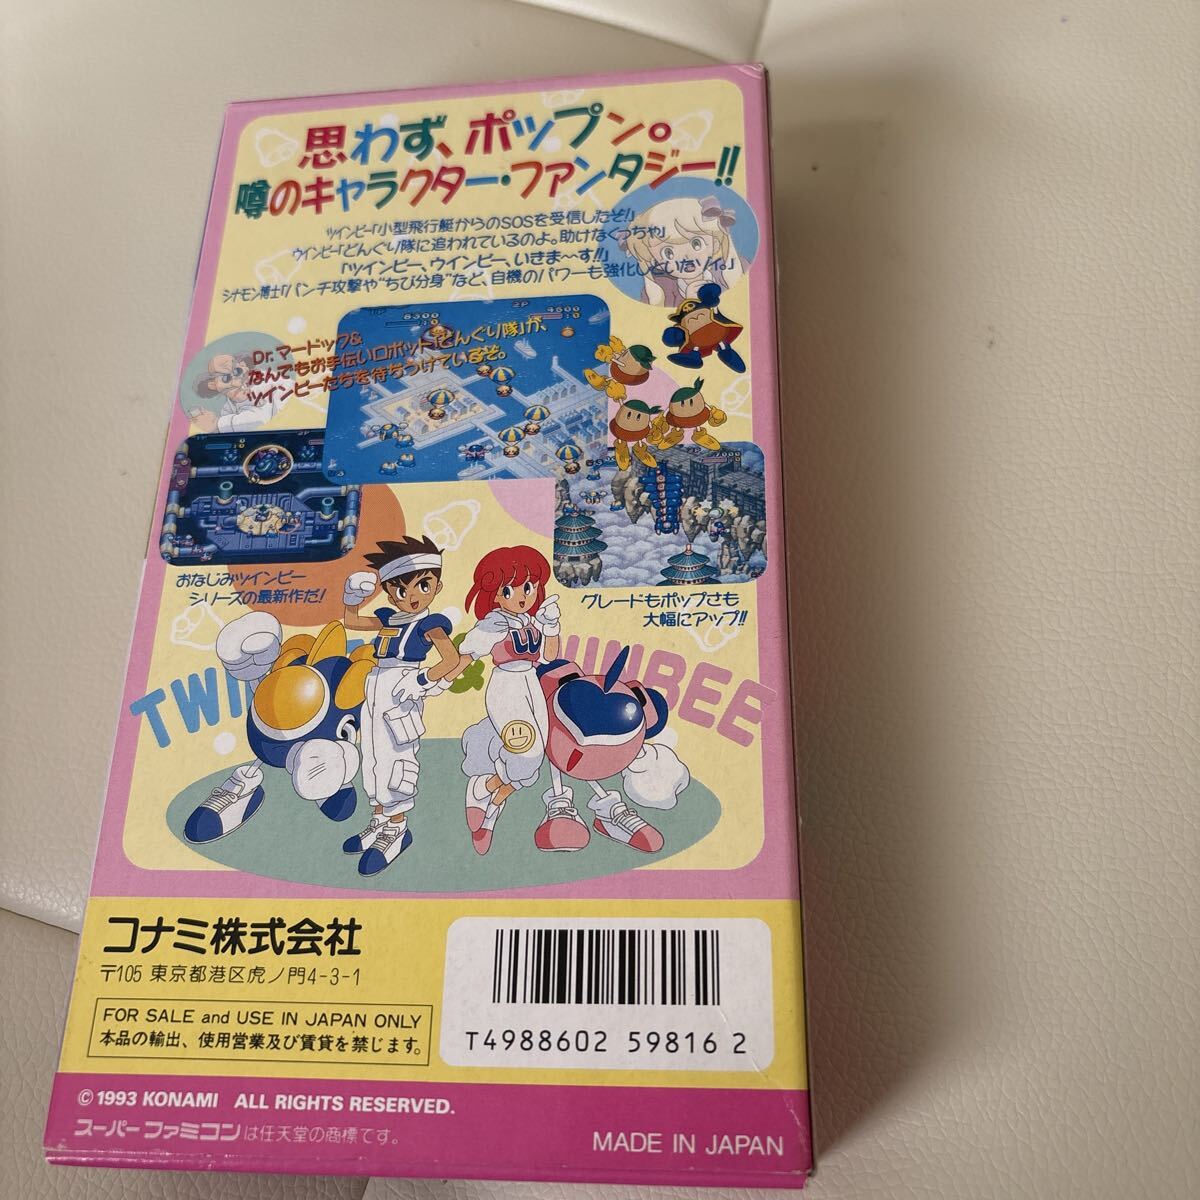 思わず、ポップン。
噂のキャラクター・ファンタジー!!
ツインビー「小型飛行艇からのSOSを受信したぞ!」
ウインビー「どんぐり隊に追われているのよ。助けなくっちゃ」
「ツインビー、ウインビー、いきま〜す!!」
シナモン博士「パンチ攻撃や“ちび分身”など、自機のパワーも強化しといたゾィ。」
Dr.マードック&
なんでもお手伝いロボット「どんぐり隊」が、
ツインビーたちを待ちうけているぞ。
おなじみツインビー
シリーズの最新作だ!
グレードもポップさも
大幅にアップ!!
コナミ株式会社
〒105 東京都港区虎ノ門4-3-1
FOR SALE and USE IN JAPAN ONLY
本品の輸出、使用営業及び賃貸を禁じます。
T4988602 59816 2
© 1993 KONAMI ALL RIGHTS RESERVED.
スーパーファミコンは任天堂の商標です。
MADE IN JAPAN